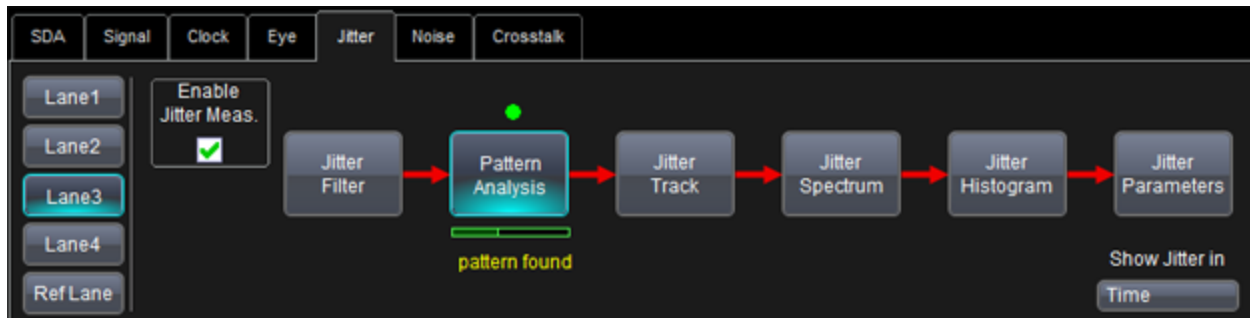 SDA Signal Clock Eye Jitter Noise Crosstalk
Lane1
Lane2
Lane3
Lane4
Ref Lane
Enable
Jitter Meas.
Jitter
Filter
Pattern
Analysis
pattern found
Jitter
Track
Jitter
Spectrum
Jitter
Histogram
Jitter
Parameters
Show Jitter in
Time